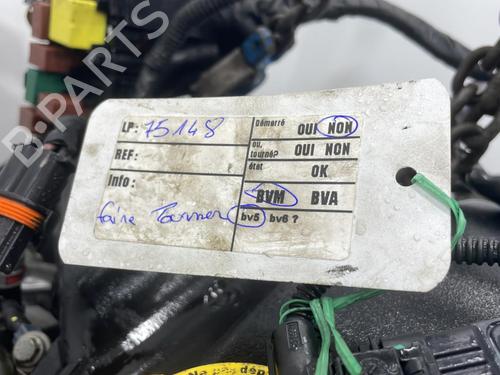 LP: 75148
REF:
Info:
faire Tourner
Démarré
OUI NON
ou,
tourné? OUI NON
état OK
BVM BVA
bv5 bv6 ?
B-PARTS